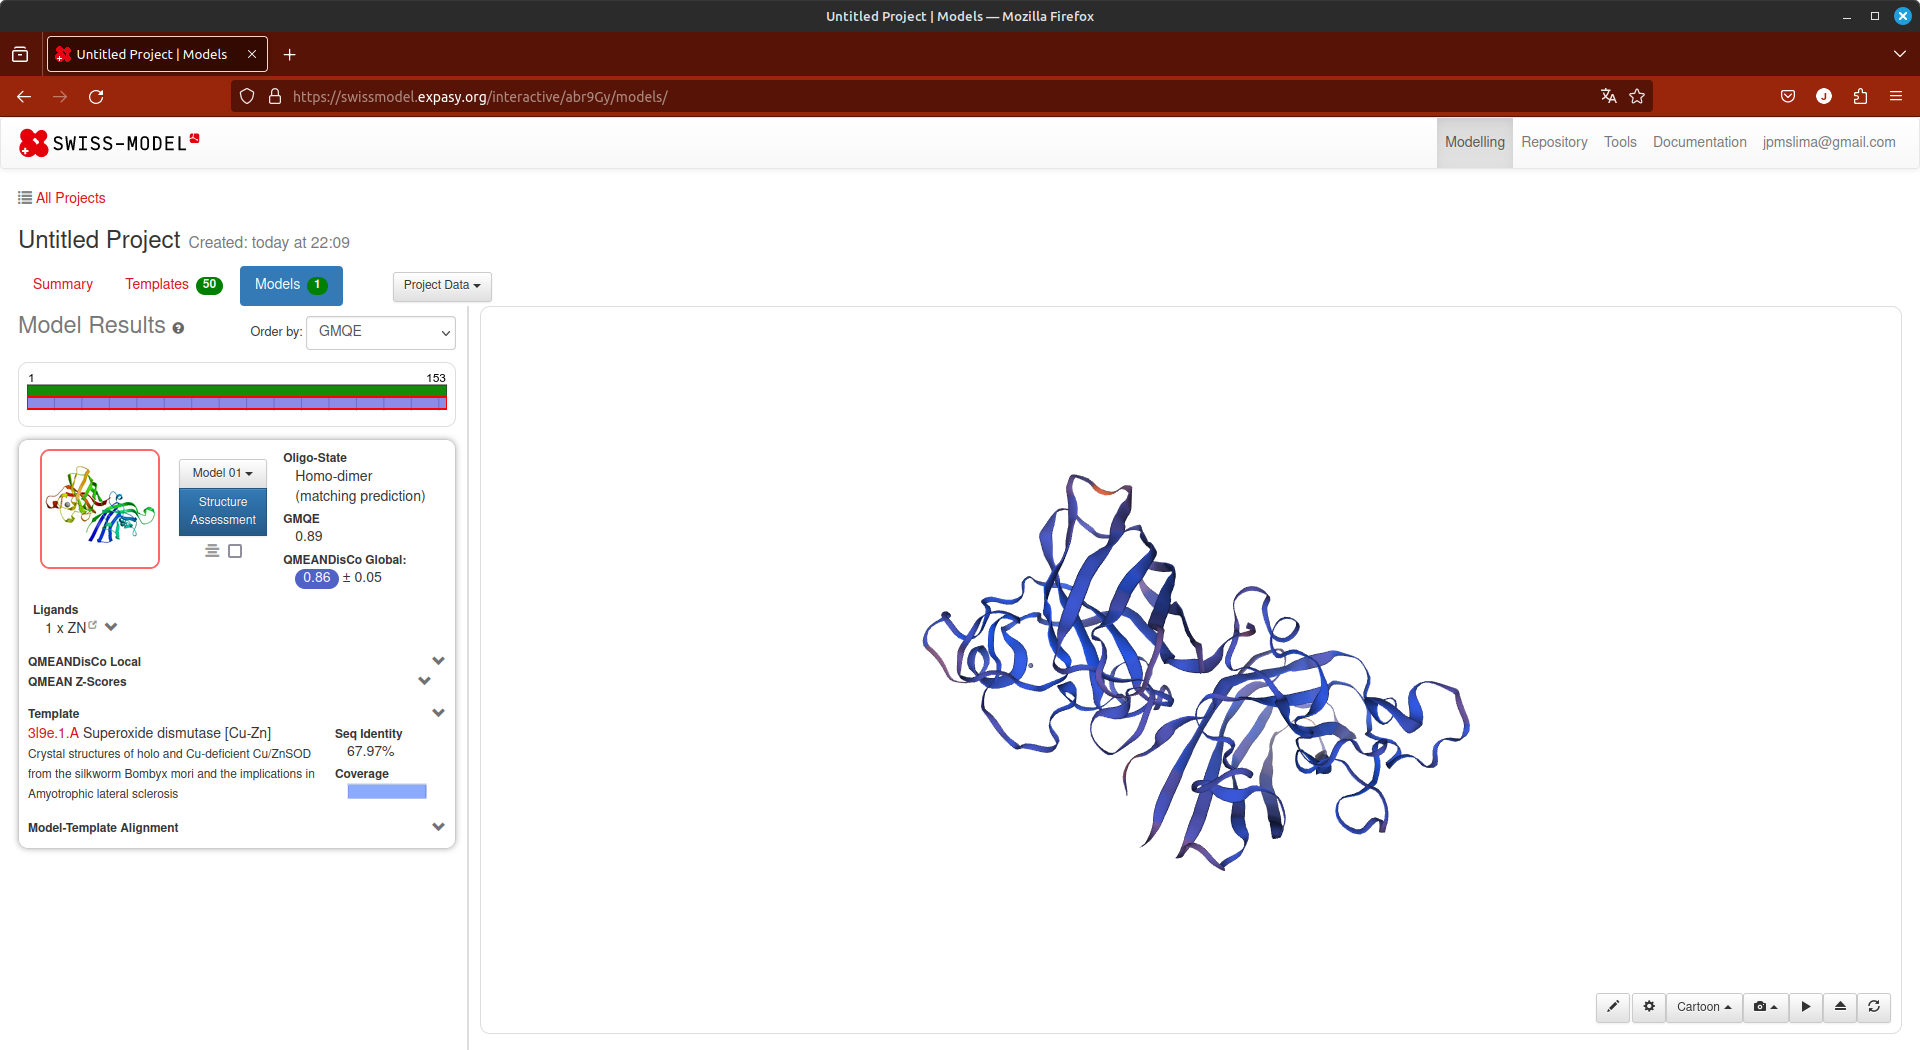 Untitled Project | Models — Mozilla Firefox
Untitled Project | Models
https://swissmodel.expasy.org/interactive/abr9Gy/models/
J
SWISS-MODEL
Modelling Repository Tools Documentation jpmslima@gmail.com
All Projects
Untitled Project Created: today at 22:09
Summary Templates 50 Models 1 Project Data
Model Results Order by: GMQE
1 153
Model 01
Structure
Assessment
Oligo-State
Homo-dimer
(matching prediction)
GMQE
0.89
QMEANDisCo Global:
0.86 ± 0.05
Ligands
1 x ZN
QMEANDisCo Local
QMEAN Z-Scores
Template
3l9e.1.A Superoxide dismutase [Cu-Zn]
Crystal structures of holo and Cu-deficient Cu/ZnSOD
from the silkworm Bombyx mori and the implications in
Amyotrophic lateral sclerosis
Seq Identity
67.97%
Coverage
Model-Template Alignment
Cartoon